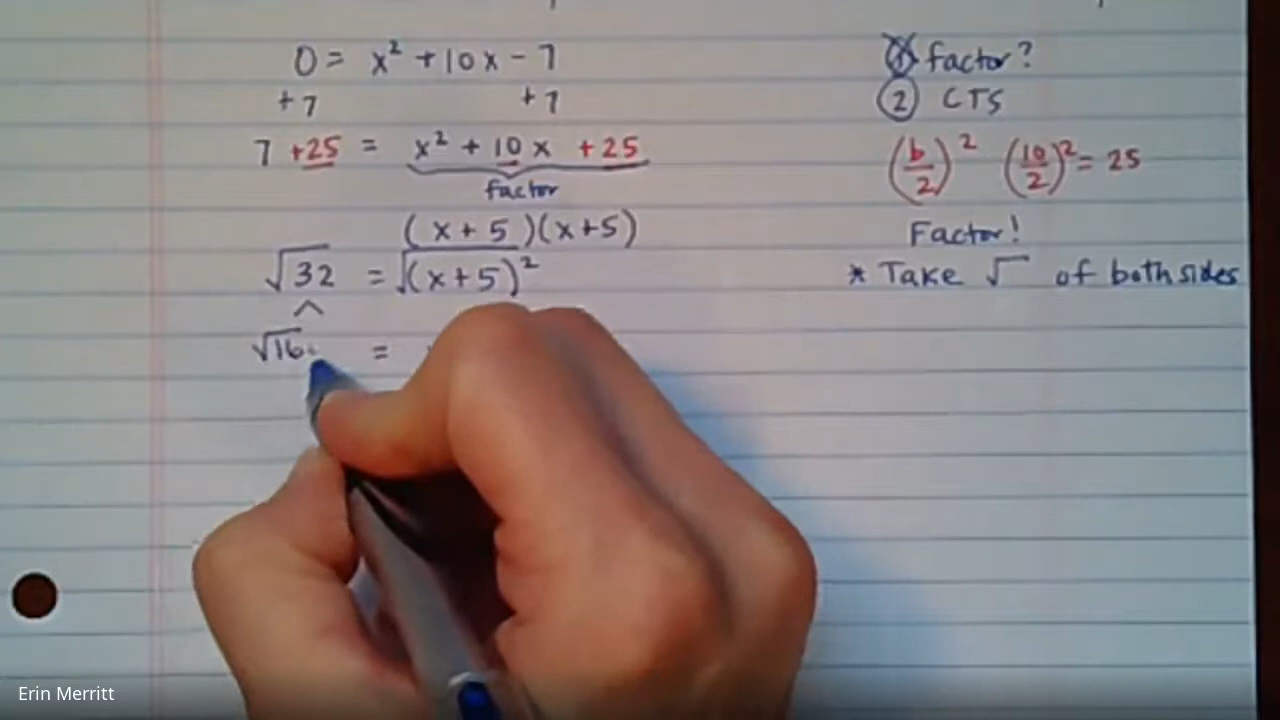 0 = x² + 10x - 7
+7 +7
7 +25 = x² + 10x +25
factor
(x + 5)(x+5)
√32 = √(x+5)²
√16· =
① factor?
② CTS
(b/2)² (10/2)² = 25
Factor!
* Take √ of both sides
Erin Merritt